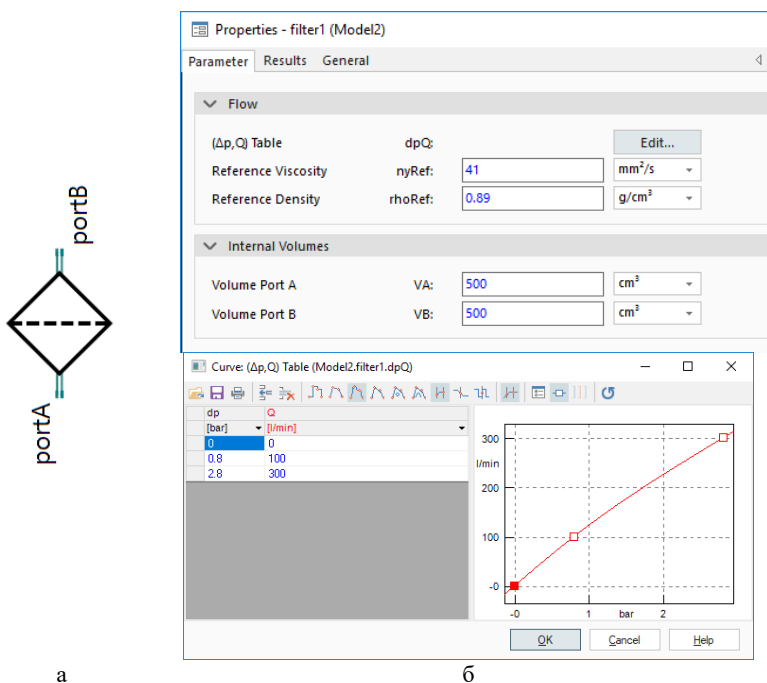 portB
portA
Properties - filter1 (Model2)
Parameter Results General
Flow
(Δp,Q) Table dpQ: Edit...
Reference Viscosity nyRef: 41 mm²/s
Reference Density rhoRef: 0.89 g/cm³
Internal Volumes
Volume Port A VA: 500 cm³
Volume Port B VB: 500 cm³
Curve: (Δp,Q) Table (Model2.filter1.dpQ)
dp Q
[bar] [l/min]
0 0
0.8 100
2.8 300
300
l/min
200
100
-0
-0 1 bar 2
OK Cancel Help
а б